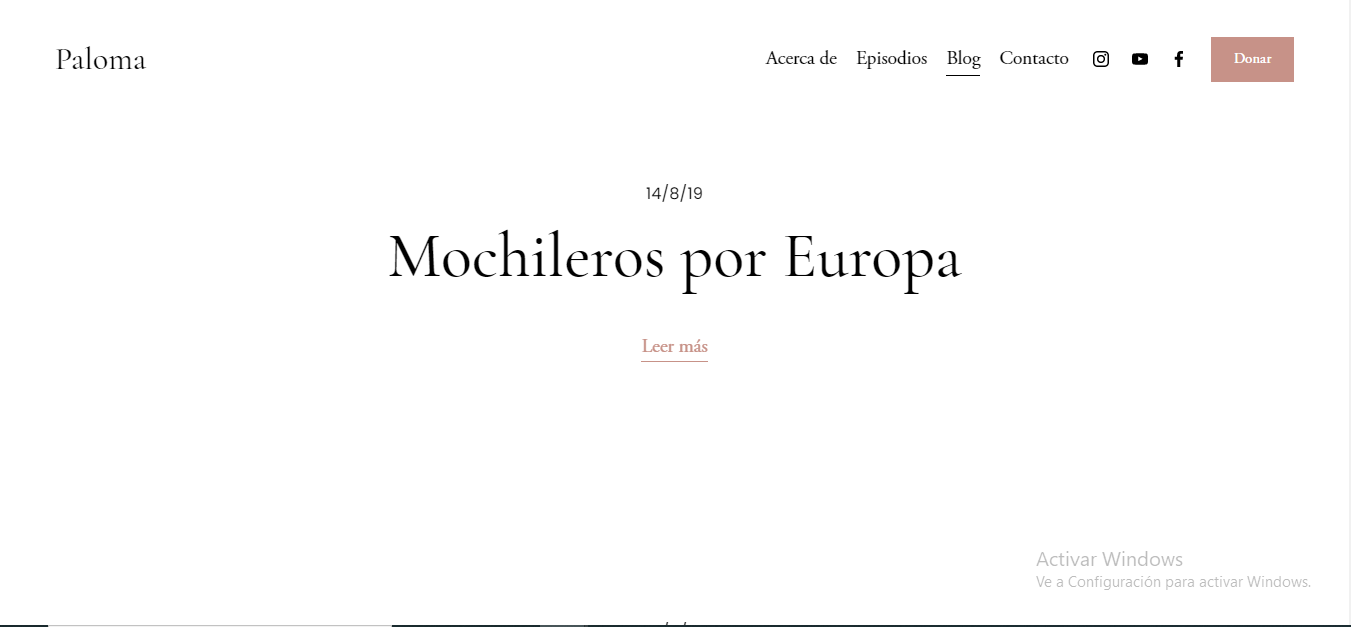 Paloma
Acerca de Episodios Blog Contacto Donar
14/8/19
Mochileros por Europa
Leer más
Activar Windows
Ve a Configuración para activar Windows.